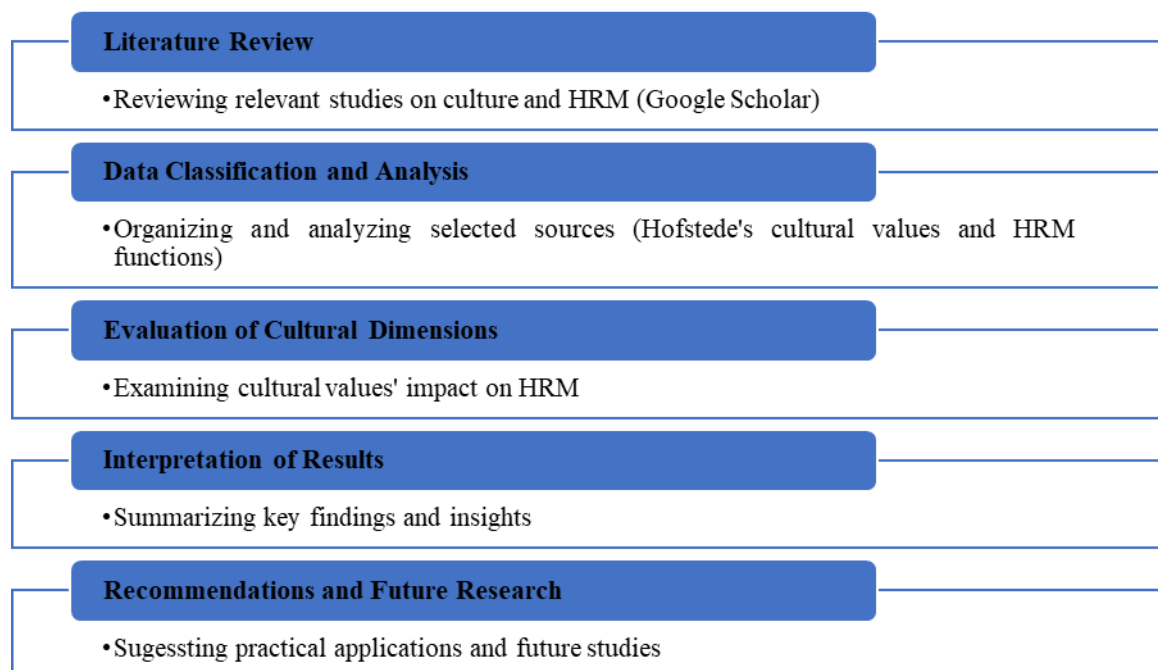 Literature Review
•Reviewing relevant studies on culture and HRM (Google Scholar)
Data Classification and Analysis
•Organizing and analyzing selected sources (Hofstede's cultural values and HRM
functions)
Evaluation of Cultural Dimensions
•Examining cultural values' impact on HRM
Interpretation of Results
•Summarizing key findings and insights
Recommendations and Future Research
•Sugessting practical applications and future studies